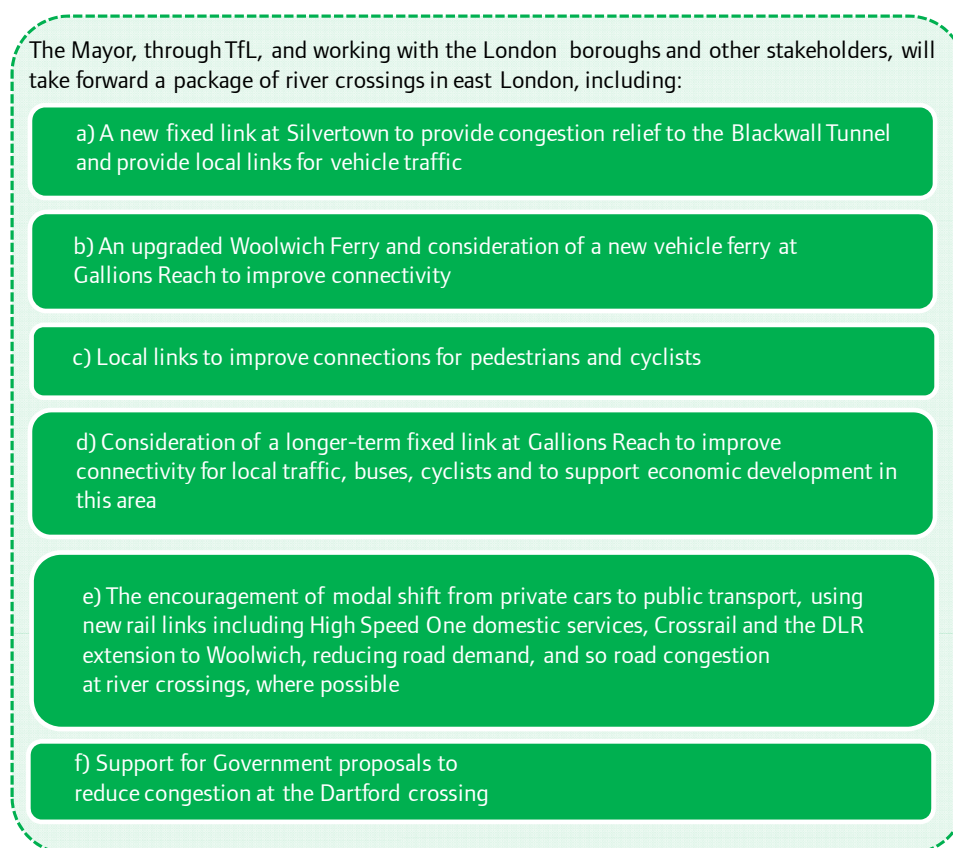 The Mayor, through TfL, and working with the London boroughs and other stakeholders, will
take forward a package of river crossings in east London, including:
a) A new fixed link at Silvertown to provide congestion relief to the Blackwall Tunnel
and provide local links for vehicle traffic
b) An upgraded Woolwich Ferry and consideration of a new vehicle ferry at
Gallions Reach to improve connectivity
c) Local links to improve connections for pedestrians and cyclists
d) Consideration of a longer-term fixed link at Gallions Reach to improve
connectivity for local traffic, buses, cyclists and to support economic development in
this area
e) The encouragement of modal shift from private cars to public transport, using
new rail links including High Speed One domestic services, Crossrail and the DLR
extension to Woolwich, reducing road demand, and so road congestion
at river crossings, where possible
f) Support for Government proposals to
reduce congestion at the Dartford crossing